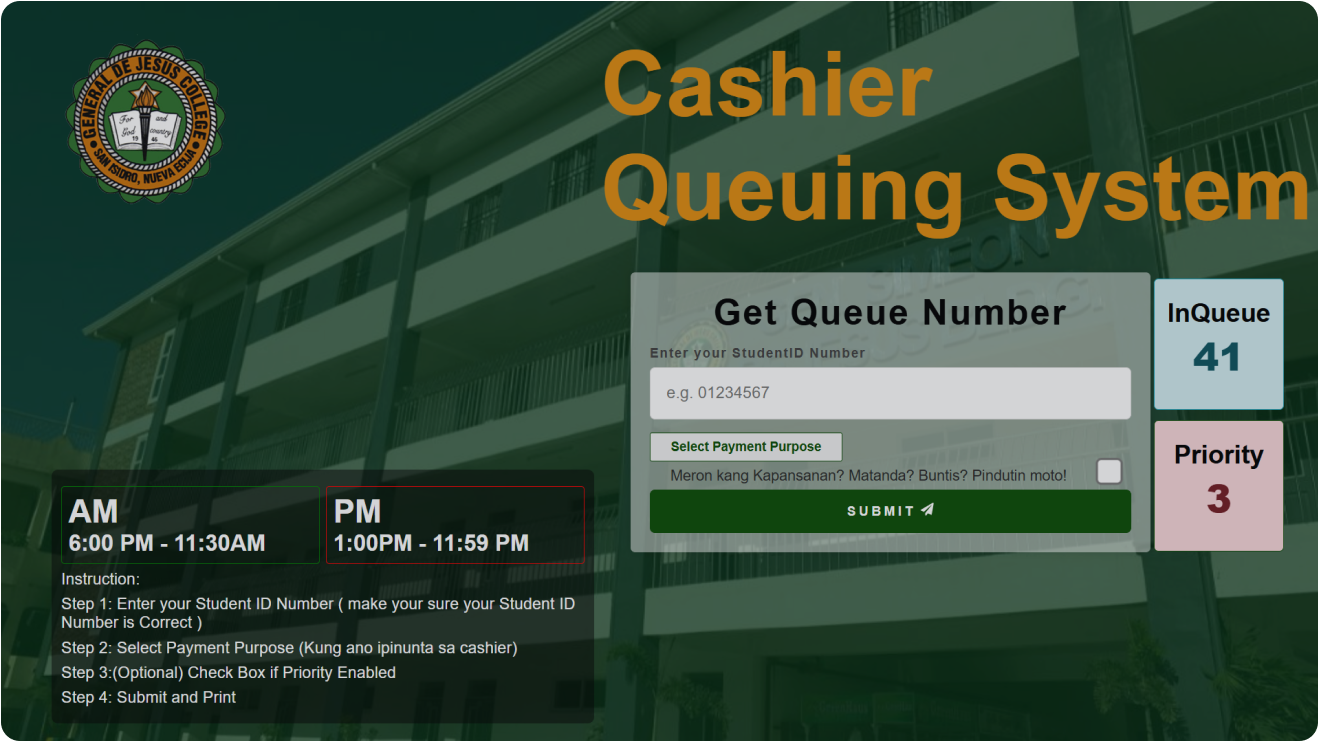 GENERAL DE JESUS COLLEGE
For God and country
19 46
SAN ISIDRO, NUEVA ECIJA
Cashier
Queuing System
SIMEON
Get Queue Number
Enter your StudentID Number
e.g. 01234567
Select Payment Purpose
Meron kang Kapansanan? Matanda? Buntis? Pindutin moto!
SUBMIT
InQueue
41
Priority
3
AM
6:00 PM - 11:30AM
PM
1:00PM - 11:59 PM
Instruction:
Step 1: Enter your Student ID Number ( make your sure your Student ID
Number is Correct )
Step 2: Select Payment Purpose (Kung ano ipinunta sa cashier)
Step 3:(Optional) Check Box if Priority Enabled
Step 4: Submit and Print